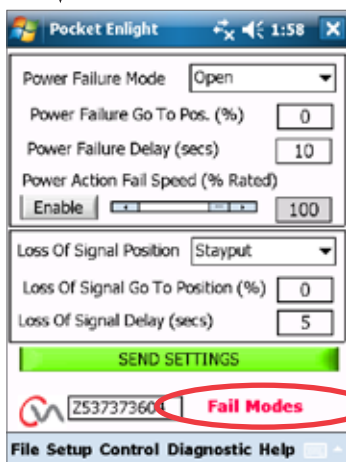 Pocket Enlight 1:58
Power Failure Mode Open
Power Failure Go To Pos. (%) 0
Power Failure Delay (secs) 10
Power Action Fail Speed (% Rated)
Enable 100
Loss Of Signal Position Stayput
Loss Of Signal Go To Position (%) 0
Loss Of Signal Delay (secs) 5
SEND SETTINGS
Fail Modes
File Setup Control Diagnostic Help